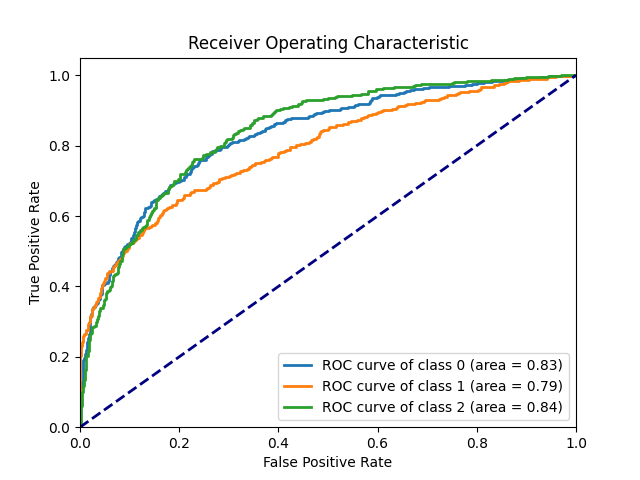 Receiver Operating Characteristic
True Positive Rate
1.0
0.8
0.6
0.4
0.2
0.0
ROC curve of class 0 (area = 0.83)
ROC curve of class 1 (area = 0.79)
ROC curve of class 2 (area = 0.84)
0.0 0.2 0.4 0.6 0.8 1.0
False Positive Rate